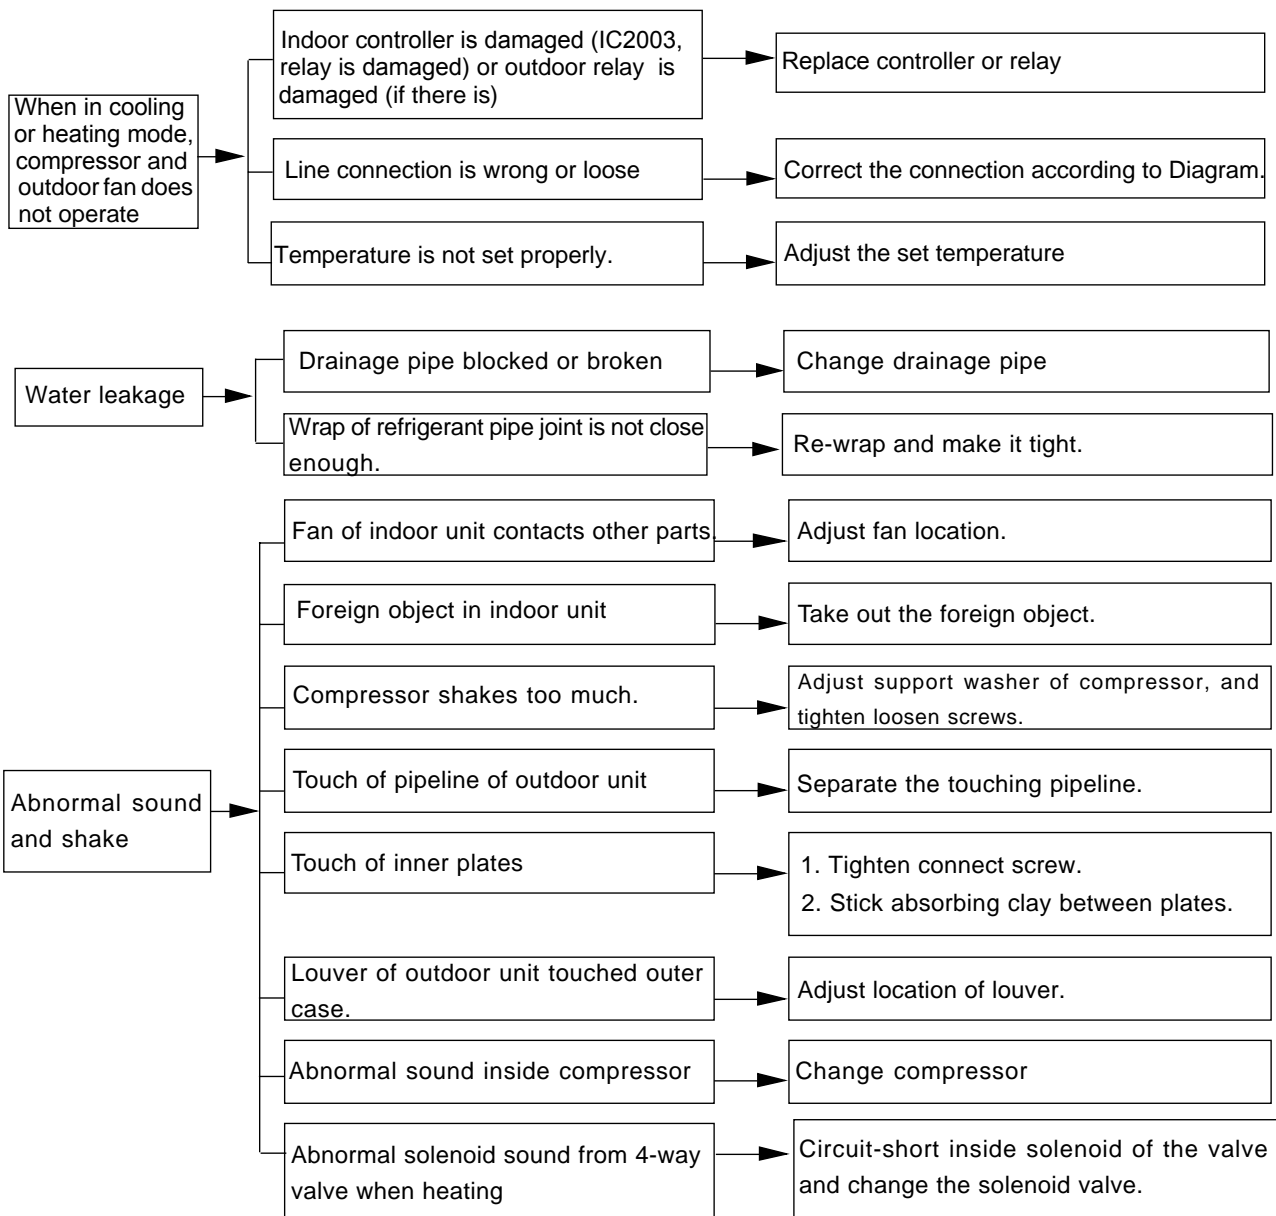 Indoor controller is damaged (IC2003,
relay is damaged) or outdoor relay is
damaged (if there is)
Replace controller or relay
When in cooling
or heating mode,
compressor and
outdoor fan does
not operate
Line connection is wrong or loose
Correct the connection according to Diagram.
Temperature is not set properly.
Adjust the set temperature
Water leakage
Drainage pipe blocked or broken
Change drainage pipe
Wrap of refrigerant pipe joint is not close
enough.
Re-wrap and make it tight.
Abnormal sound
and shake
Fan of indoor unit contacts other parts.
Adjust fan location.
Foreign object in indoor unit
Take out the foreign object.
Compressor shakes too much.
Adjust support washer of compressor, and
tighten loosen screws.
Touch of pipeline of outdoor unit
Separate the touching pipeline.
Touch of inner plates
1. Tighten connect screw.
2. Stick absorbing clay between plates.
Louver of outdoor unit touched outer
case.
Adjust location of louver.
Abnormal sound inside compressor
Change compressor
Abnormal solenoid sound from 4-way
valve when heating
Circuit-short inside solenoid of the valve
and change the solenoid valve.